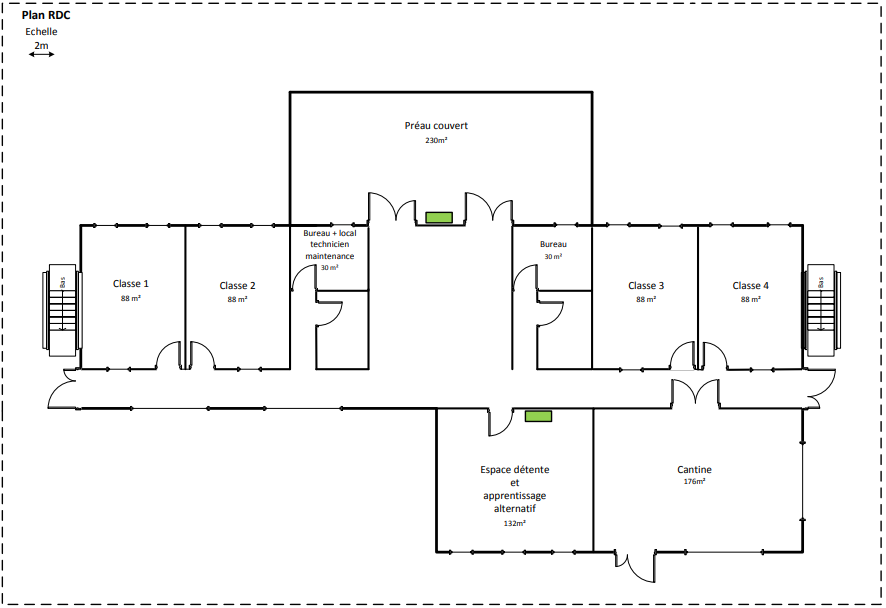 Plan RDC
Echelle
2m
Préau couvert
230m²
Bureau + local
technicien
maintenance
30 m²
Bureau
30 m²
Bas
Classe 1
88 m²
Classe 2
88 m²
Classe 3
88 m²
Classe 4
88 m²
Bas
Espace détente
et
apprentissage
alternatif
132m²
Cantine
176m²